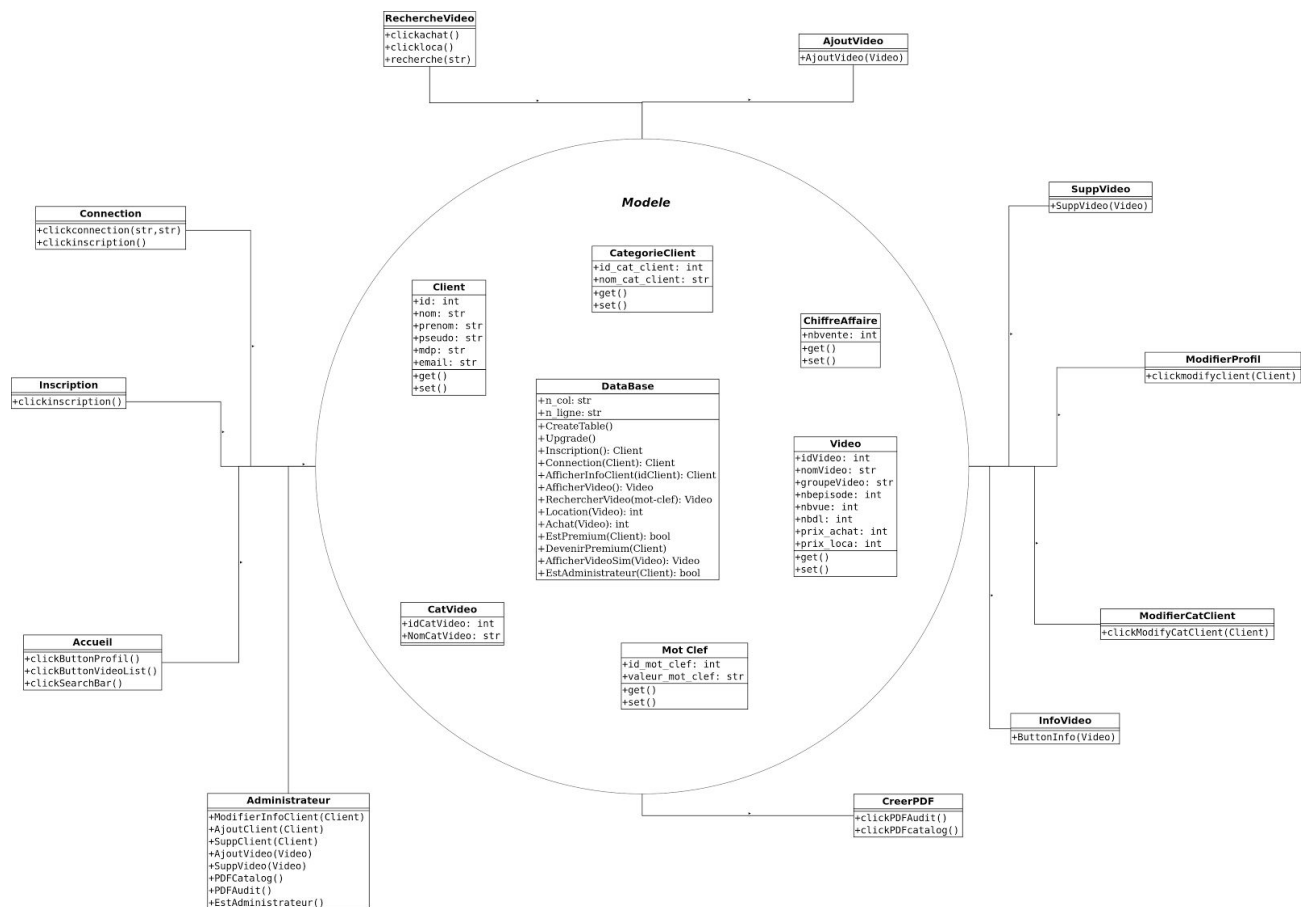 RechercheVideo
+clickachat()
+clickloca()
+recherche(str)
AjoutVideo
+AjoutVideo(Video)
Modele
SuppVideo
+SuppVideo(Video)
Connection
+clickconnection(str,str)
+clickinscription()
CategorieClient
+id_cat_client: int
+nom_cat_client: str
+get()
+set()
Client
+id: int
+nom: str
+prenom: str
+pseudo: str
+mdp: str
+email: str
+get()
+set()
ChiffreAffaire
+nbvente: int
+get()
+set()
ModifierProfil
+clickmodifyclient(Client)
Inscription
+clickinscription()
DataBase
+n_col: str
+n_ligne: str
+CreateTable()
+Upgrade()
+Inscription(): Client
+Connection(Client): Client
+AfficherInfoClient(idClient): Client
+AfficherVideo(): Video
+RechercherVideo(mot-clef): Video
+Location(Video): int
+Achat(Video): int
+EstPremium(Client): bool
+DevenirPremium(Client)
+AfficherVideoSim(Video): Video
+EstAdministrateur(Client): bool
Video
+idVideo: int
+nomVideo: str
+groupeVideo: str
+nbepisode: int
+nbvue: int
+nbdl: int
+prix_achat: int
+prix_loca: int
+get()
+set()
CatVideo
+idCatVideo: int
+NomCatVideo: str
ModifierCatClient
+clickModifyCatClient(Client)
Accueil
+clickButtonProfil()
+clickButtonVideoList()
+clickSearchBar()
Mot Clef
+id_mot_clef: int
+valeur_mot_clef: str
+get()
+set()
InfoVideo
+ButtonInfo(Video)
Administrateur
+ModifierInfoClient(Client)
+AjoutClient(Client)
+SuppClient(Client)
+AjoutVideo(Video)
+SuppVideo(Video)
+PDFCatalog()
+PDFAudit()
+EstAdministrateur()
CreerPDF
+clickPDFAudit()
+clickPDFcatalog()